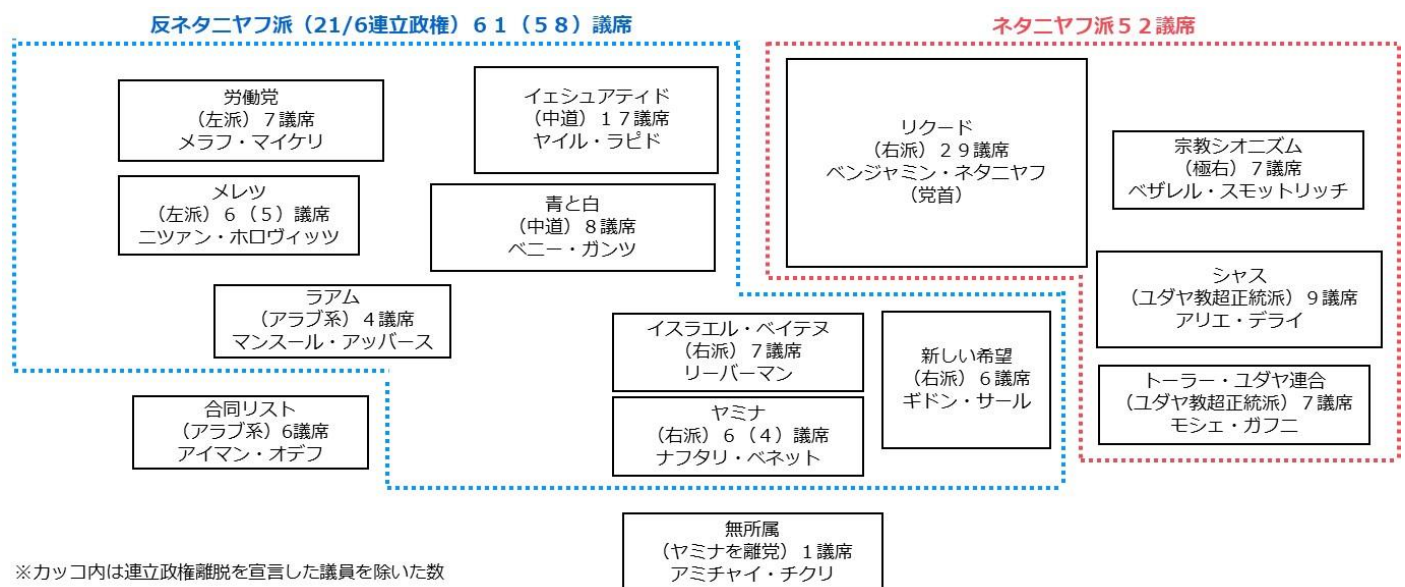 反ネタニヤフ派（21/6連立政権）６１（５８）議席
ネタニヤフ派５２議席
労働党
（左派）７議席
メラフ・マイケリ
イェシュアティド
（中道）１７議席
ヤイル・ラピド
リクード
（右派）２９議席
ベンジャミン・ネタニヤフ
（党首）
宗教シオニズム
（極右）７議席
ベザレル・スモットリッチ
メレツ
（左派）６（５）議席
ニツァン・ホロヴィッツ
青と白
（中道）８議席
ベニー・ガンツ
シャス
（ユダヤ教超正統派）９議席
アリエ・デライ
ラアム
（アラブ系）４議席
マンスール・アッバース
イスラエル・ベイテヌ
（右派）７議席
リーバーマン
新しい希望
（右派）６議席
ギドン・サール
トーラー・ユダヤ連合
（ユダヤ教超正統派）７議席
モシェ・ガフニ
合同リスト
（アラブ系）6議席
アイマン・オデフ
ヤミナ
（右派）６（４）議席
ナフタリ・ベネット
無所属
（ヤミナを離党）１議席
アミチャイ・チクリ
※カッコ内は連立政権離脱を宣言した議員を除いた数